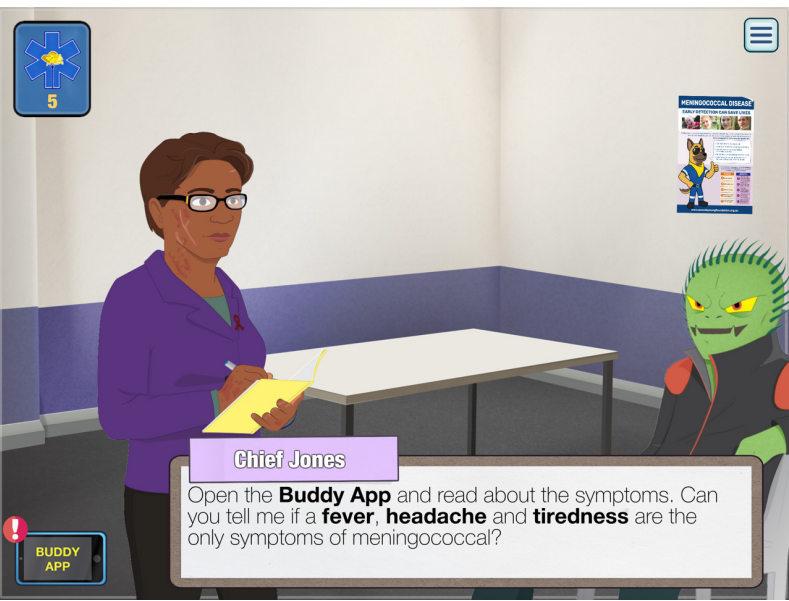 5
MENINGOCOCCAL DISEASE
EARLY DETECTION CAN SAVE LIVES
Chief Jones
Open the Buddy App and read about the symptoms. Can
you tell me if a fever, headache and tiredness are the
only symptoms of meningococcal?
!
BUDDY
APP